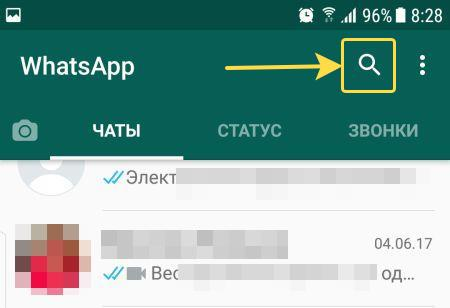 96% 8:28
WhatsApp
ЧАТЫ СТАТУС ЗВОНКИ
Элект
04.06.17
Вес од...